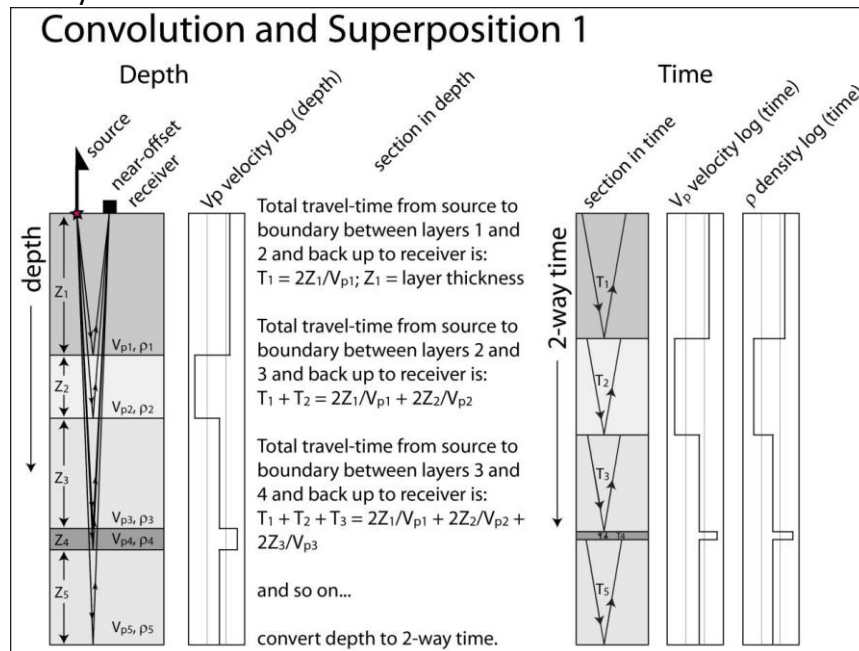 Convolution and Superposition 1
Depth
Time
source
near-offset
receiver
Vp velocity log (depth)
section in depth
section in time
Vₚ velocity log (time)
ρ density log (time)
depth
Z₁
Vₚ₁, ρ₁
Z₂
Vₚ₂, ρ₂
Z₃
Vₚ₃, ρ₃
Z₄
Vₚ₄, ρ₄
Z₅
Vₚ₅, ρ₅
Total travel-time from source to
boundary between layers 1 and
2 and back up to receiver is:
T₁ = 2Z₁/Vₚ₁; Z₁ = layer thickness
Total travel-time from source to
boundary between layers 2 and
3 and back up to receiver is:
T₁ + T₂ = 2Z₁/Vₚ₁ + 2Z₂/Vₚ₂
Total travel-time from source to
boundary between layers 3 and
4 and back up to receiver is:
T₁ + T₂ + T₃ = 2Z₁/Vₚ₁ + 2Z₂/Vₚ₂ +
2Z₃/Vₚ₃
and so on...
convert depth to 2-way time.
2-way time
T₁
T₂
T₃
T₄
T₅